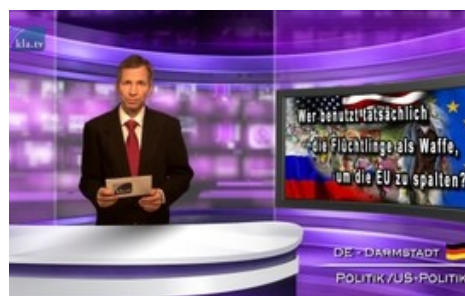 kla.tv
Wer benutzt tatsächlich
die Flüchtlinge als Waffe,
um die EU zu spalten?
DE - DARMSTADT
POLITIK/US-POLITIK